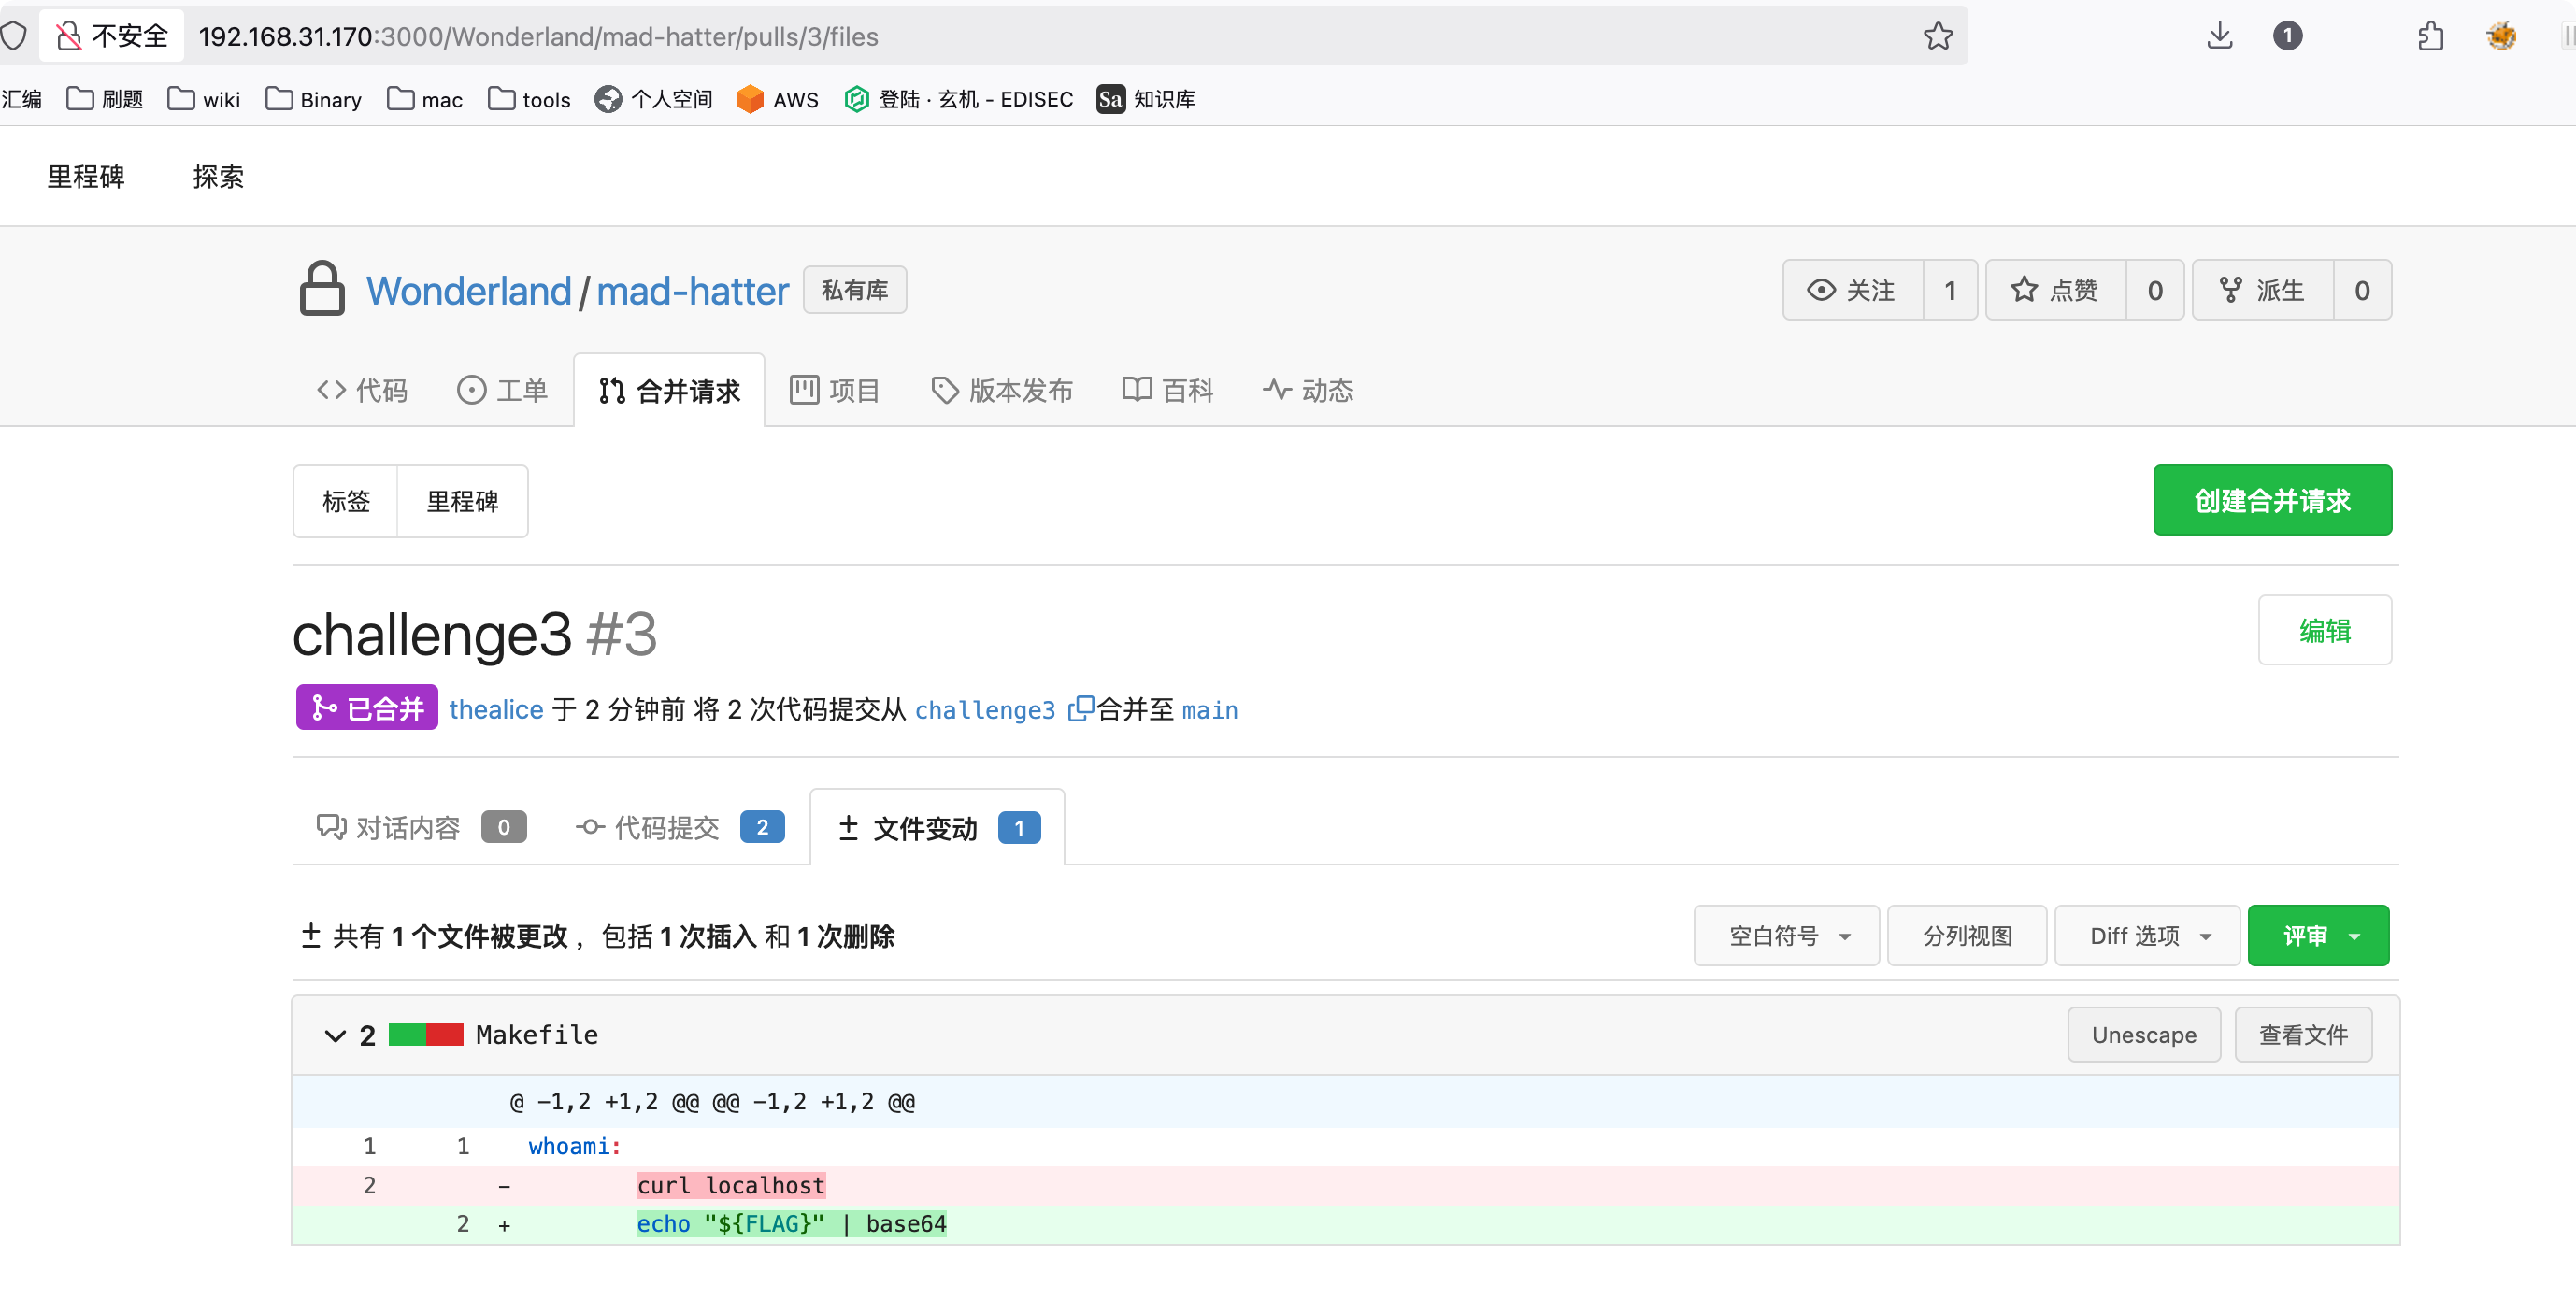 不安全 192.168.31.170:3000/Wonderland/mad-hatter/pulls/3/files 1
汇编 刷题 wiki Binary mac tools 个人空间 AWS 登陆 · 玄机 - EDISEC Sa 知识库
里程碑 探索
Wonderland / mad-hatter 私有库 关注 1 点赞 0 派生 0
代码 工单 合并请求 项目 版本发布 百科 动态
标签 里程碑 创建合并请求
challenge3 #3 编辑
已合并 thealice 于 2 分钟前 将 2 次代码提交从 challenge3 合并至 main
对话内容 0 代码提交 2 文件变动 1
共有 1 个文件被更改 ，包括 1 次插入 和 1 次删除 空白符号 分列视图 Diff 选项 评审
2 Makefile Unescape 查看文件
@ -1,2 +1,2 @@ @@ -1,2 +1,2 @@
1 1 whoami:
2 - curl localhost
2 + echo "${FLAG}" | base64